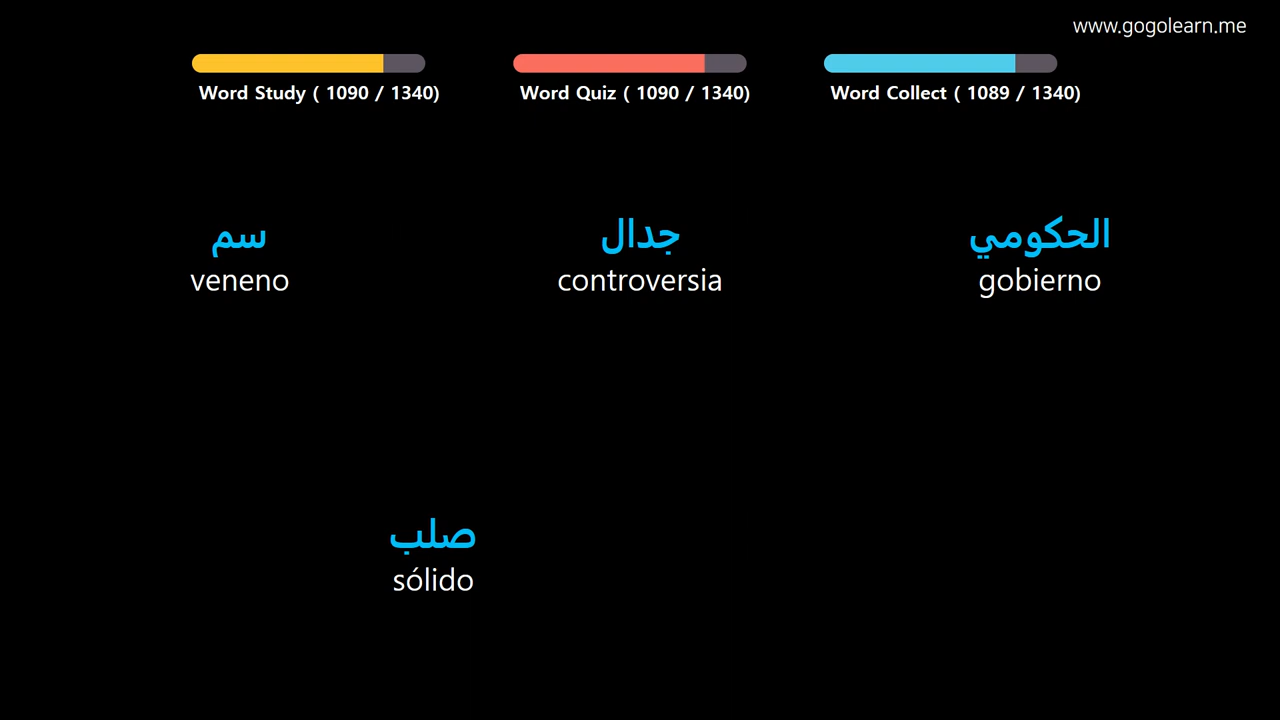 www.gogolearn.me
Word Study ( 1090 / 1340)
Word Quiz ( 1090 / 1340)
Word Collect ( 1089 / 1340)
سم
veneno
جدال
controversia
الحكومي
gobierno
صلب
sólido